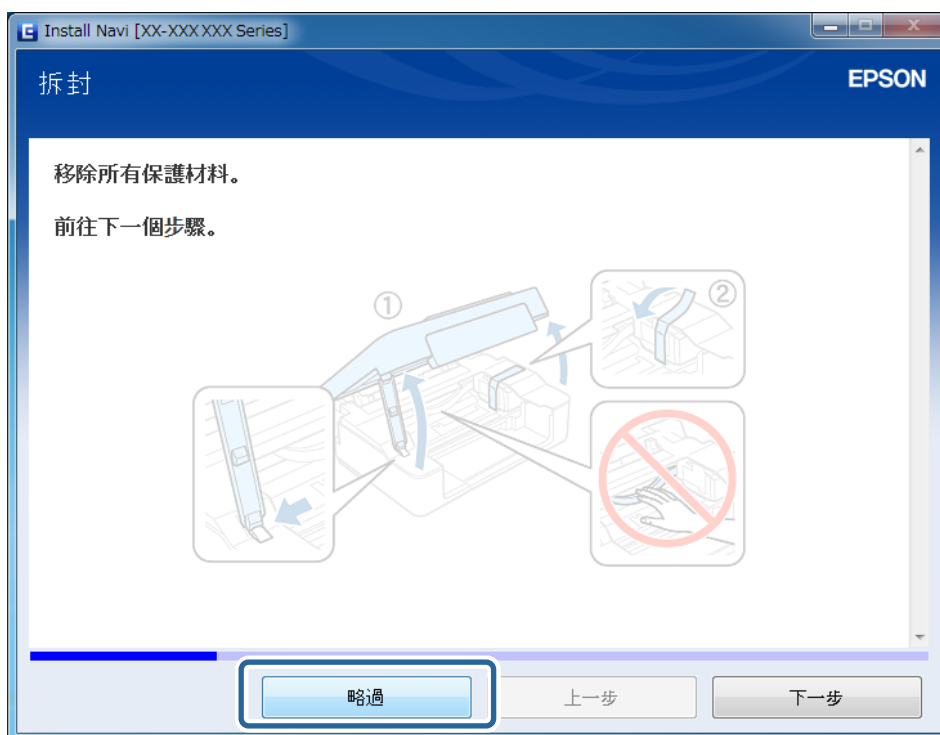 Install Navi [XX-XXX XXX Series]
拆封
EPSON
移除所有保護材料。
前往下一個步驟。
①
②
略過
上一步
下一步